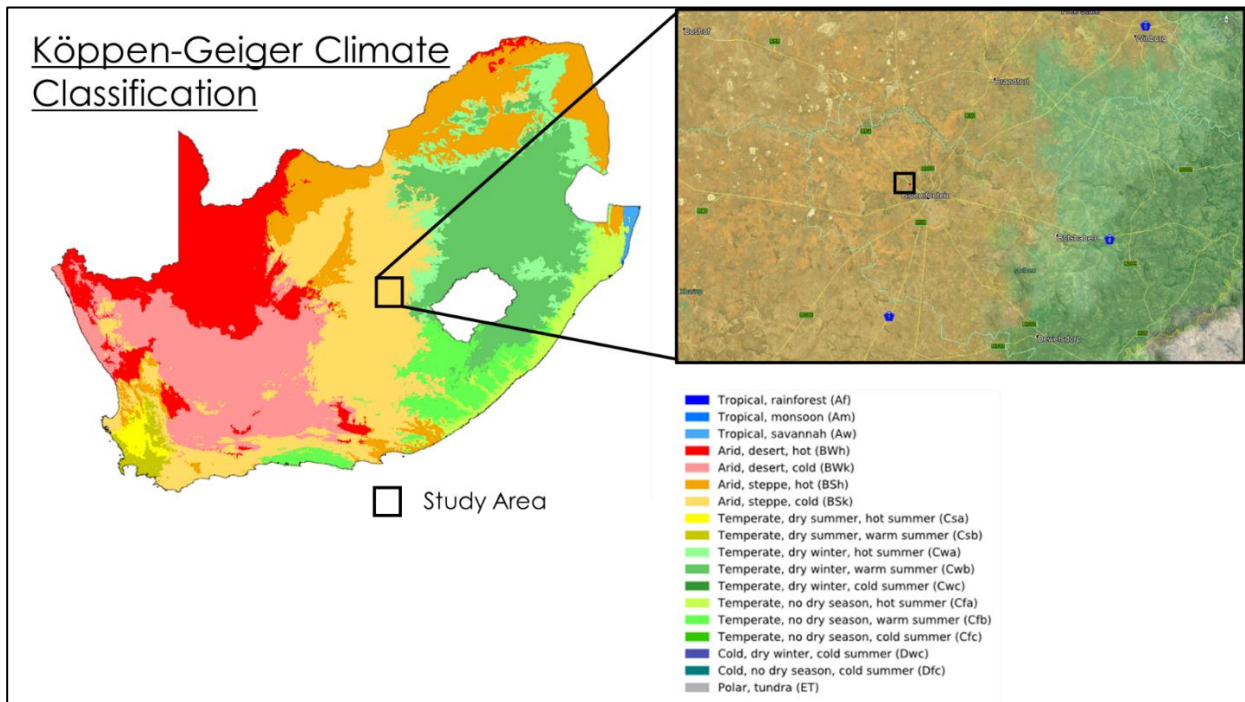 Köppen-Geiger Climate
Classification
Study Area
Boshof
Winburg
Brandfort
Botshabelo
Dewetsdorp
Tropical, rainforest (Af)
Tropical, monsoon (Am)
Tropical, savannah (Aw)
Arid, desert, hot (BWh)
Arid, desert, cold (BWk)
Arid, steppe, hot (BSh)
Arid, steppe, cold (BSk)
Temperate, dry summer, hot summer (Csa)
Temperate, dry summer, warm summer (Csb)
Temperate, dry winter, hot summer (Cwa)
Temperate, dry winter, warm summer (Cwb)
Temperate, dry winter, cold summer (Cwc)
Temperate, no dry season, hot summer (Cfa)
Temperate, no dry season, warm summer (Cfb)
Temperate, no dry season, cold summer (Cfc)
Cold, dry winter, cold summer (Dwc)
Cold, no dry season, cold summer (Dfc)
Polar, tundra (ET)